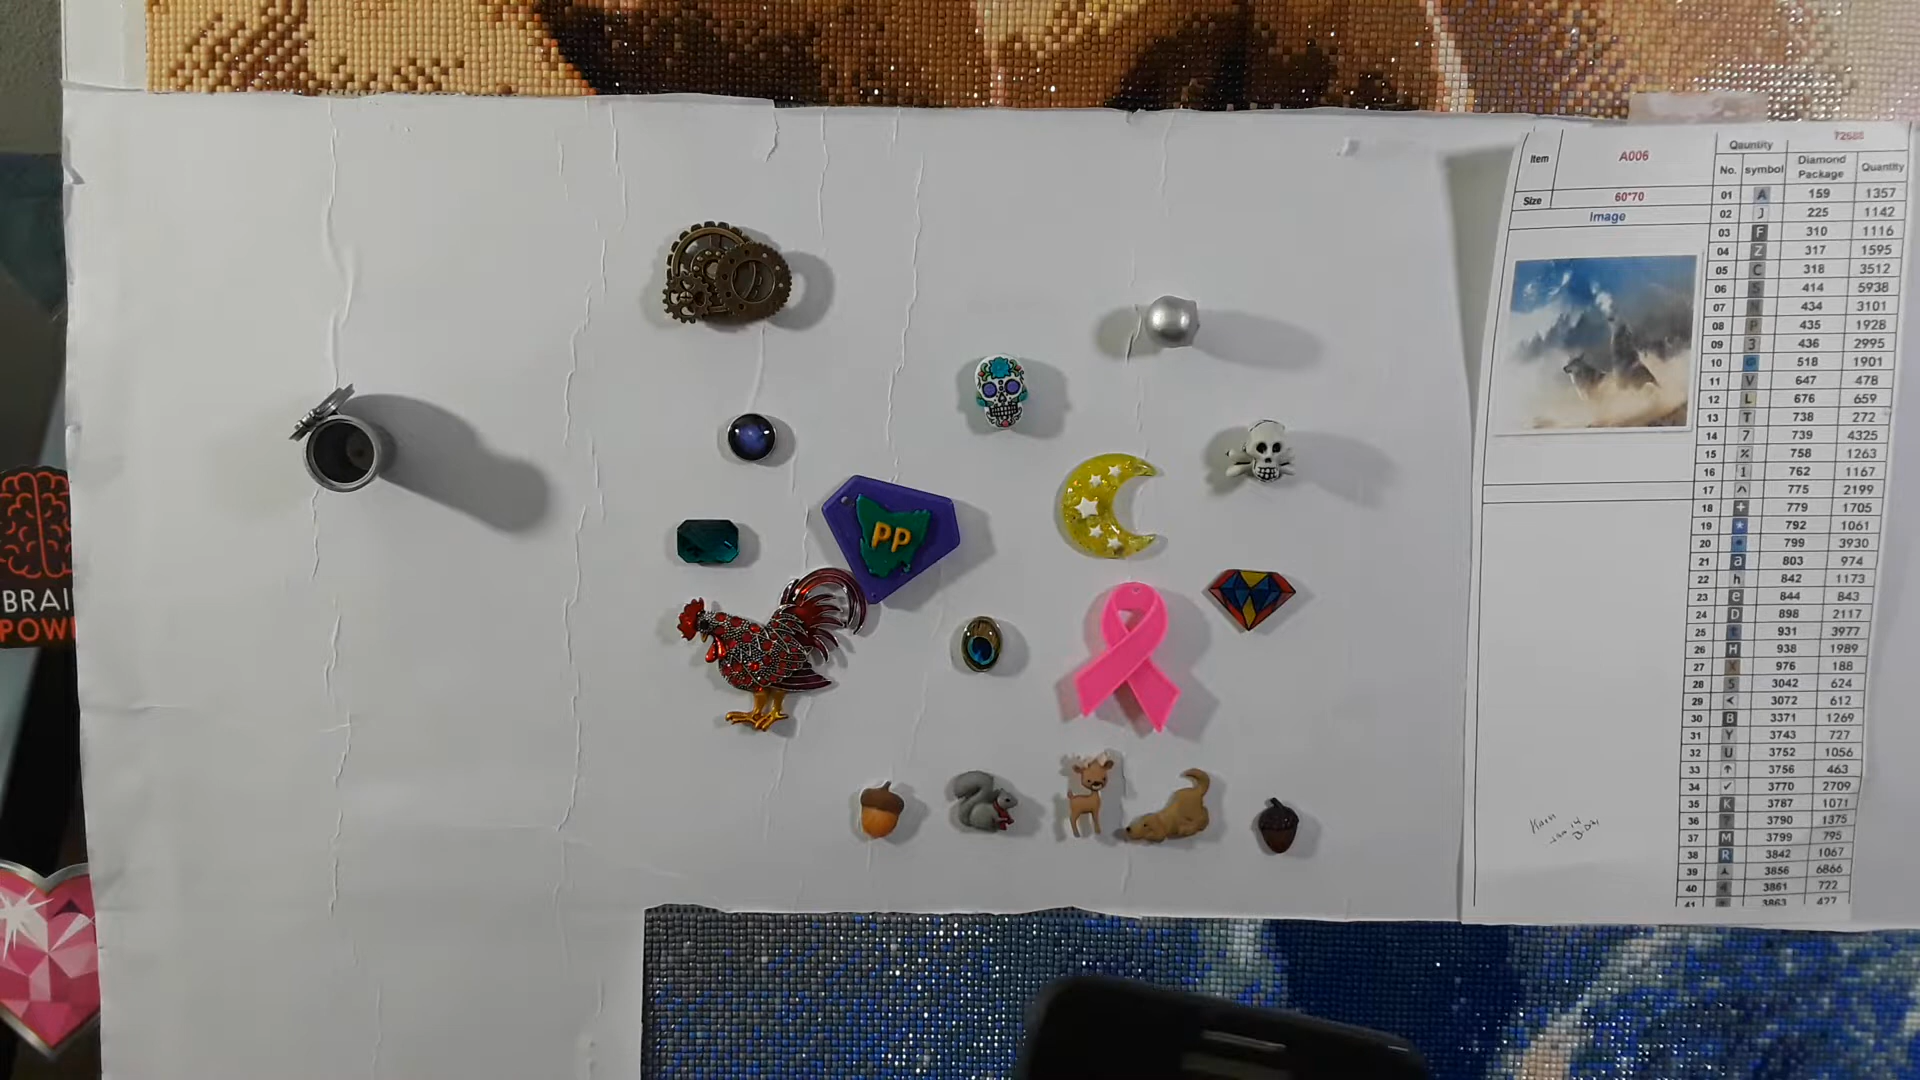 Item
A006
Size
60*70
Image
Qauntity
72688
No. symbol Diamond Package Quantity
01 A 159 1357
02 J 225 1142
03 F 310 1116
04 Z 317 1595
05 C 318 3512
06 S 414 5938
07 N 434 3101
08 P 435 1928
09 3 436 2995
10 518 1901
11 V 647 478
12 L 676 659
13 T 738 272
14 7 739 4325
15 % 758 1263
16 I 762 1167
17 ^ 775 2199
18 + 779 1705
19 * 792 1061
20 799 3930
21 a 803 974
22 h 842 1173
23 e 844 843
24 D 898 2117
25 931 3977
26 H 938 1989
27 X 976 188
28 S 3042 624
29 < 3072 612
30 B 3371 1269
31 Y 3743 727
32 U 3752 1056
33 ↑ 3756 463
34 ✓ 3770 2709
35 K 3787 1071
36 ? 3790 1375
37 M 3799 795
38 R 3842 1067
39 3856 6866
40 3861 722
41 3863 427
PP
BRAI
POW